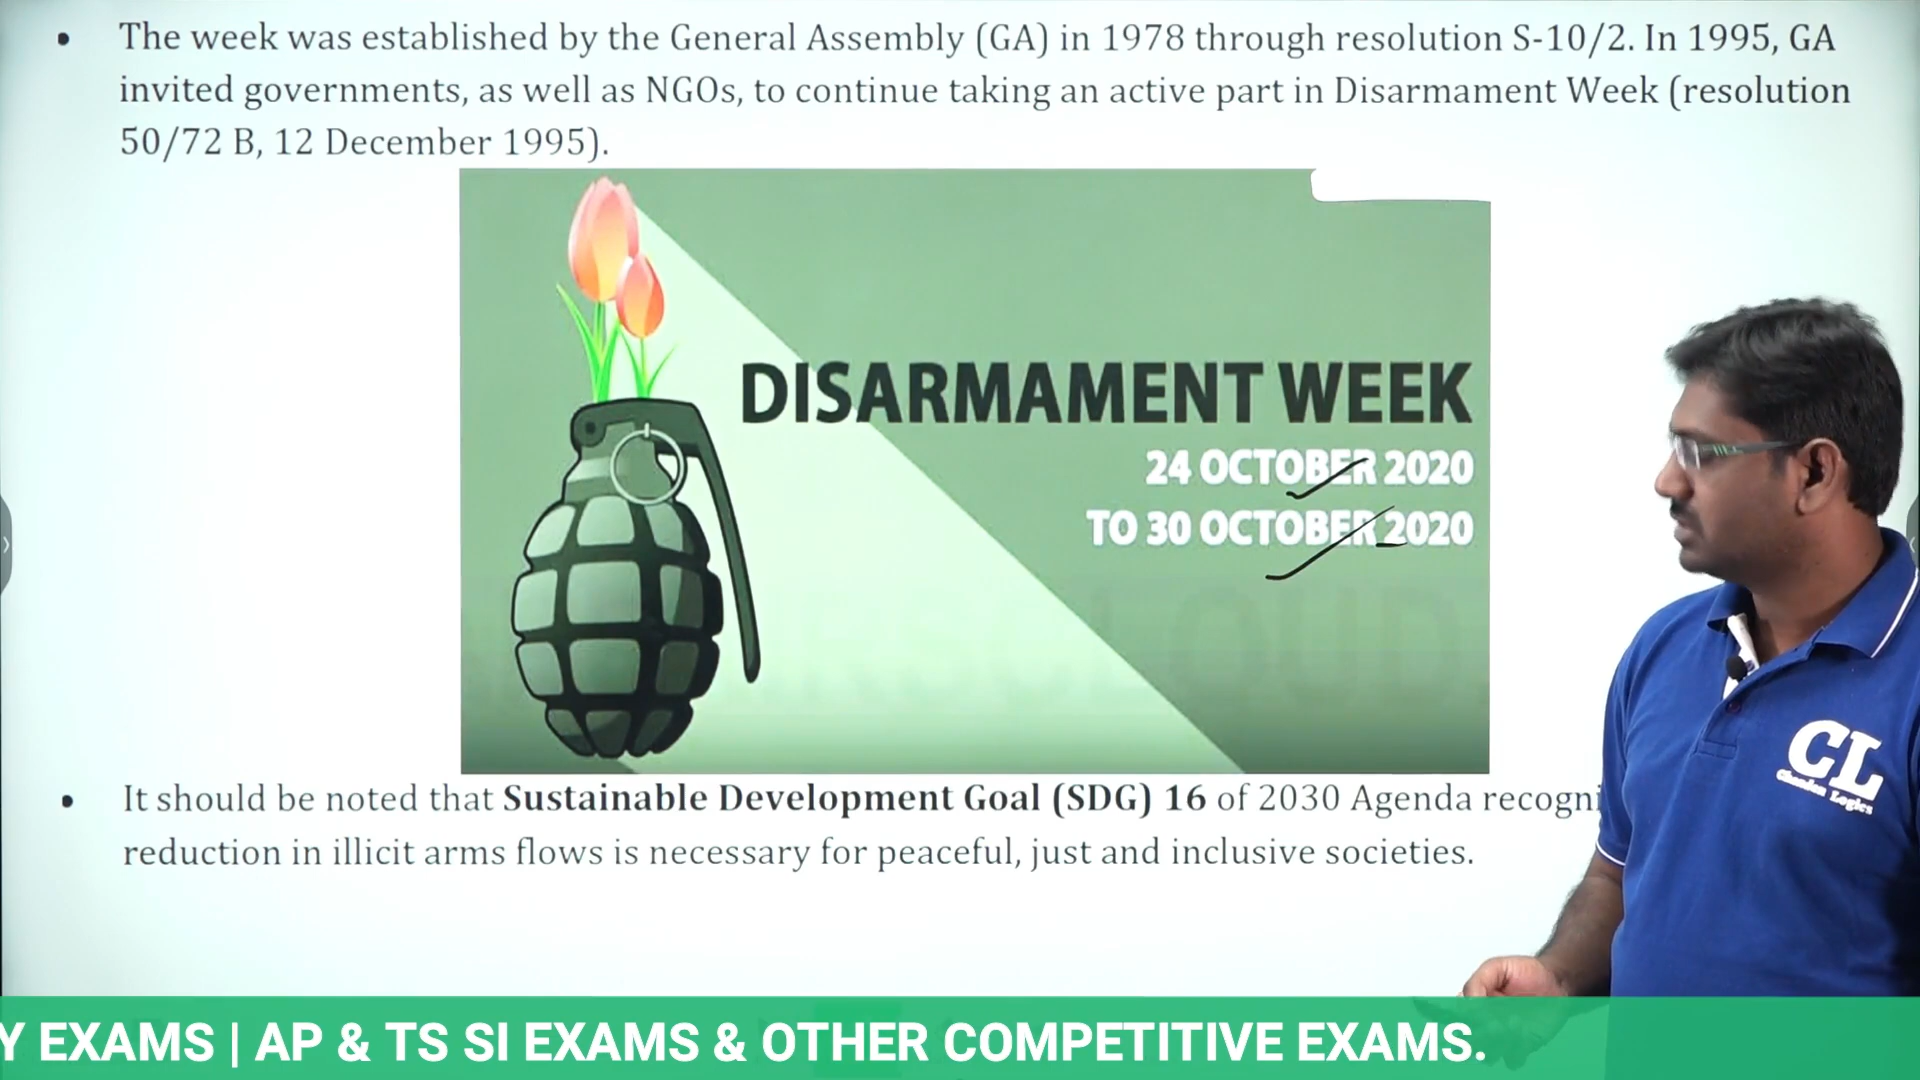 • The week was established by the General Assembly (GA) in 1978 through resolution S-10/2. In 1995, GA
invited governments, as well as NGOs, to continue taking an active part in Disarmament Week (resolution
50/72 B, 12 December 1995).
DISARMAMENT WEEK
24 OCTOBER 2020
TO 30 OCTOBER 2020
• It should be noted that Sustainable Development Goal (SDG) 16 of 2030 Agenda recogni
reduction in illicit arms flows is necessary for peaceful, just and inclusive societies.
CL
Chandan Logics
Y EXAMS | AP & TS SI EXAMS & OTHER COMPETITIVE EXAMS.